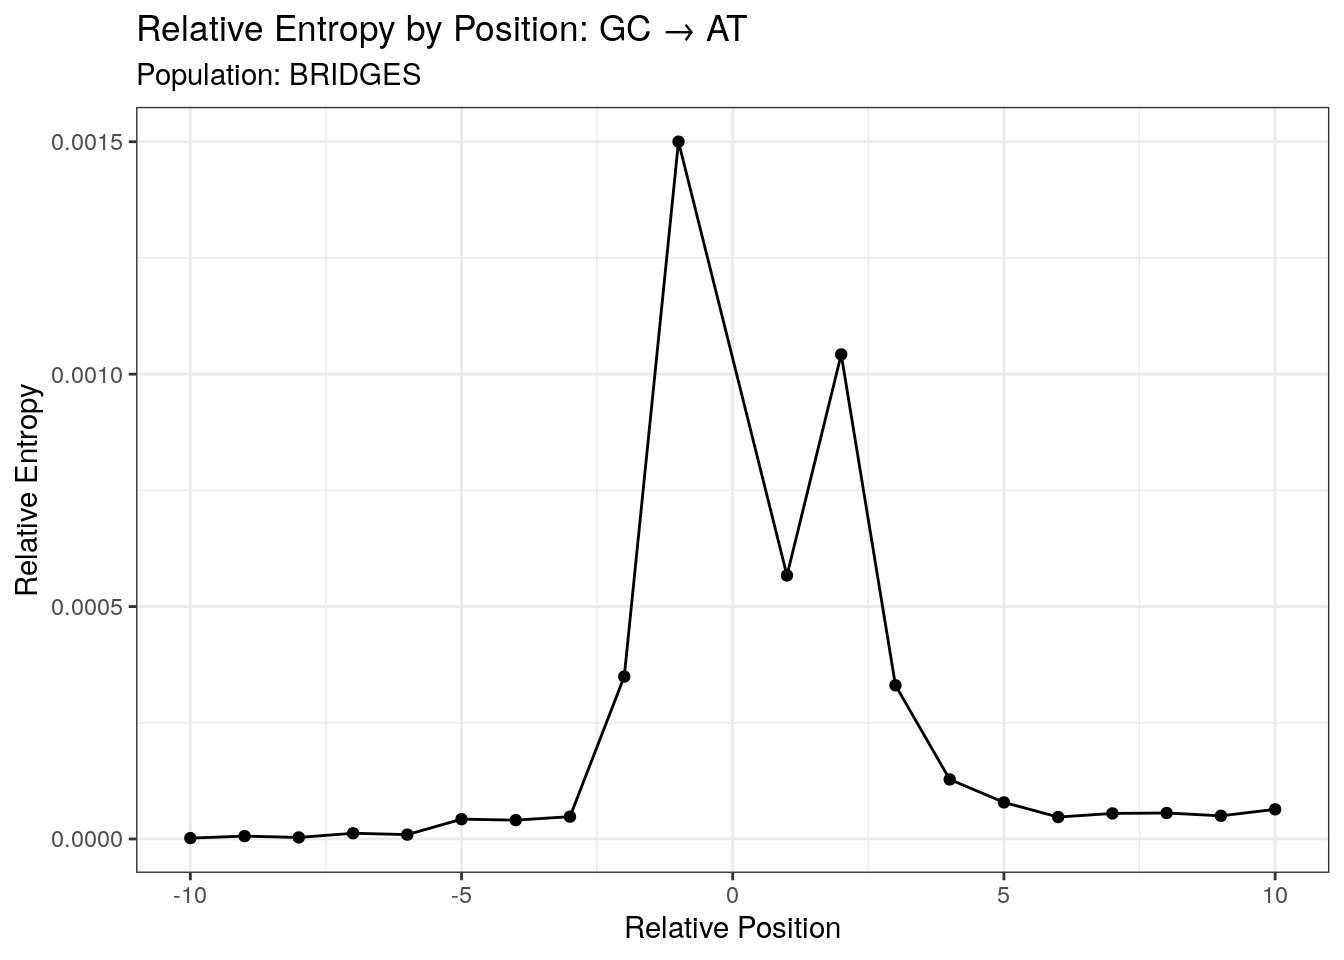 Relative Entropy by Position: GC → AT
Population: BRIDGES
0.0015
0.0010
0.0005
0.0000
Relative Entropy
-10 -5 0 5 10
Relative Position